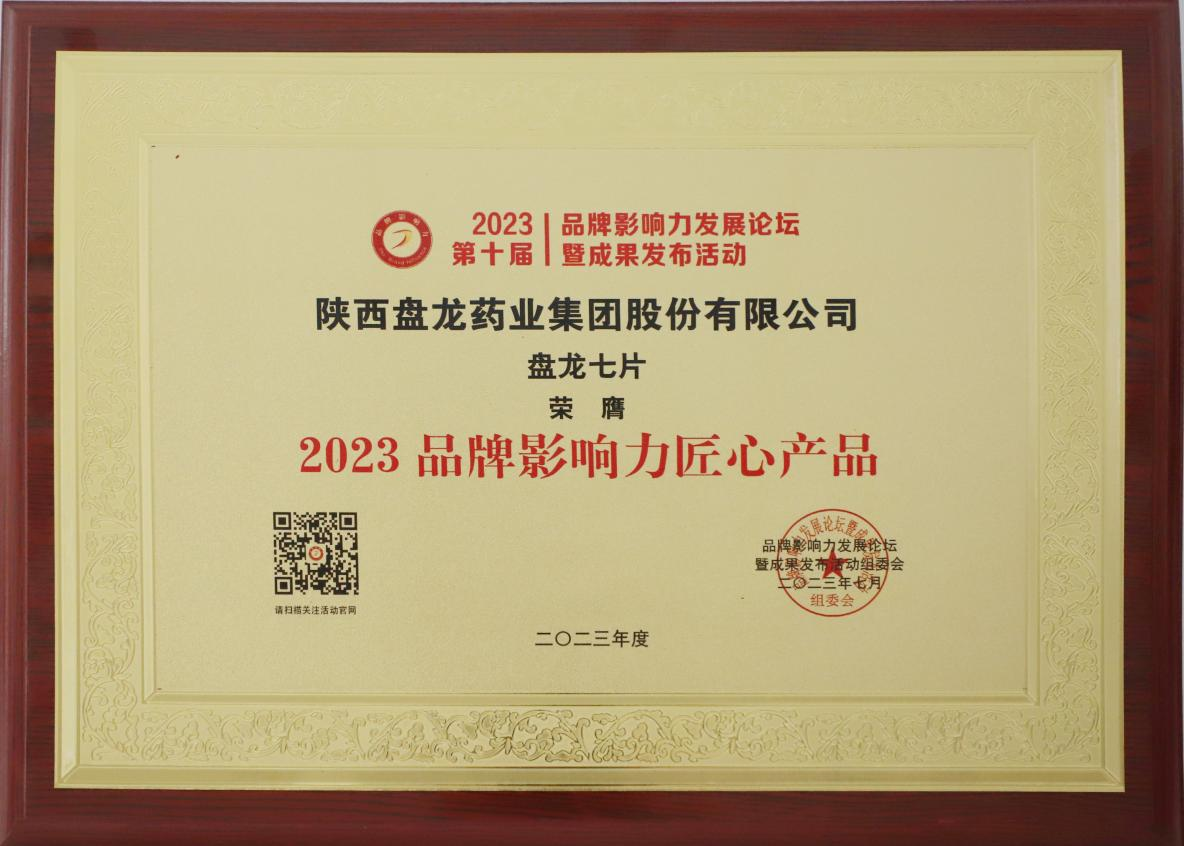 2023
第十届
品牌影响力发展论坛
暨成果发布活动
陕西盘龙药业集团股份有限公司
盘龙七片
荣 膺
2023 品牌影响力匠心产品
请扫描关注活动官网
品牌影响力发展论坛
暨成果发布活动组委会
二〇二三年 月
组委会
二〇二三年度